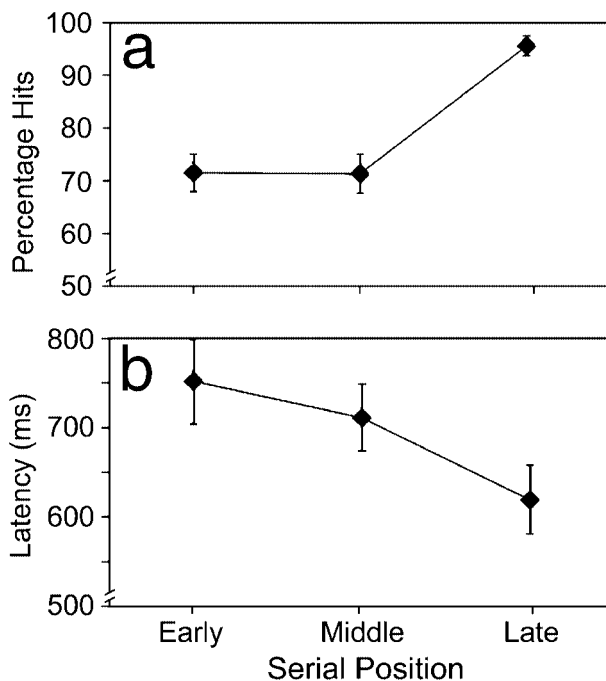 a
Percentage Hits
100
90
80
70
60
50
b
Latency (ms)
800
700
600
500
Early Middle Late
Serial Position